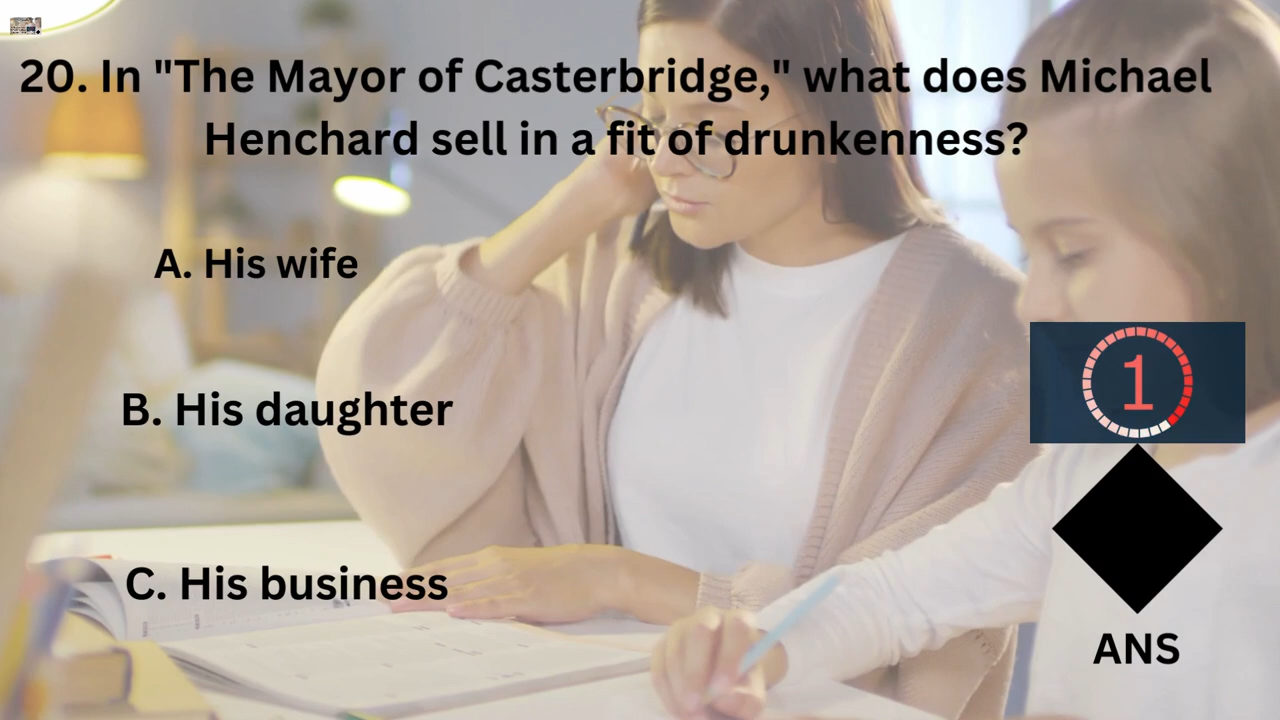 20. In "The Mayor of Casterbridge," what does Michael
Henchard sell in a fit of drunkenness?
A. His wife
B. His daughter
1
C. His business
ANS